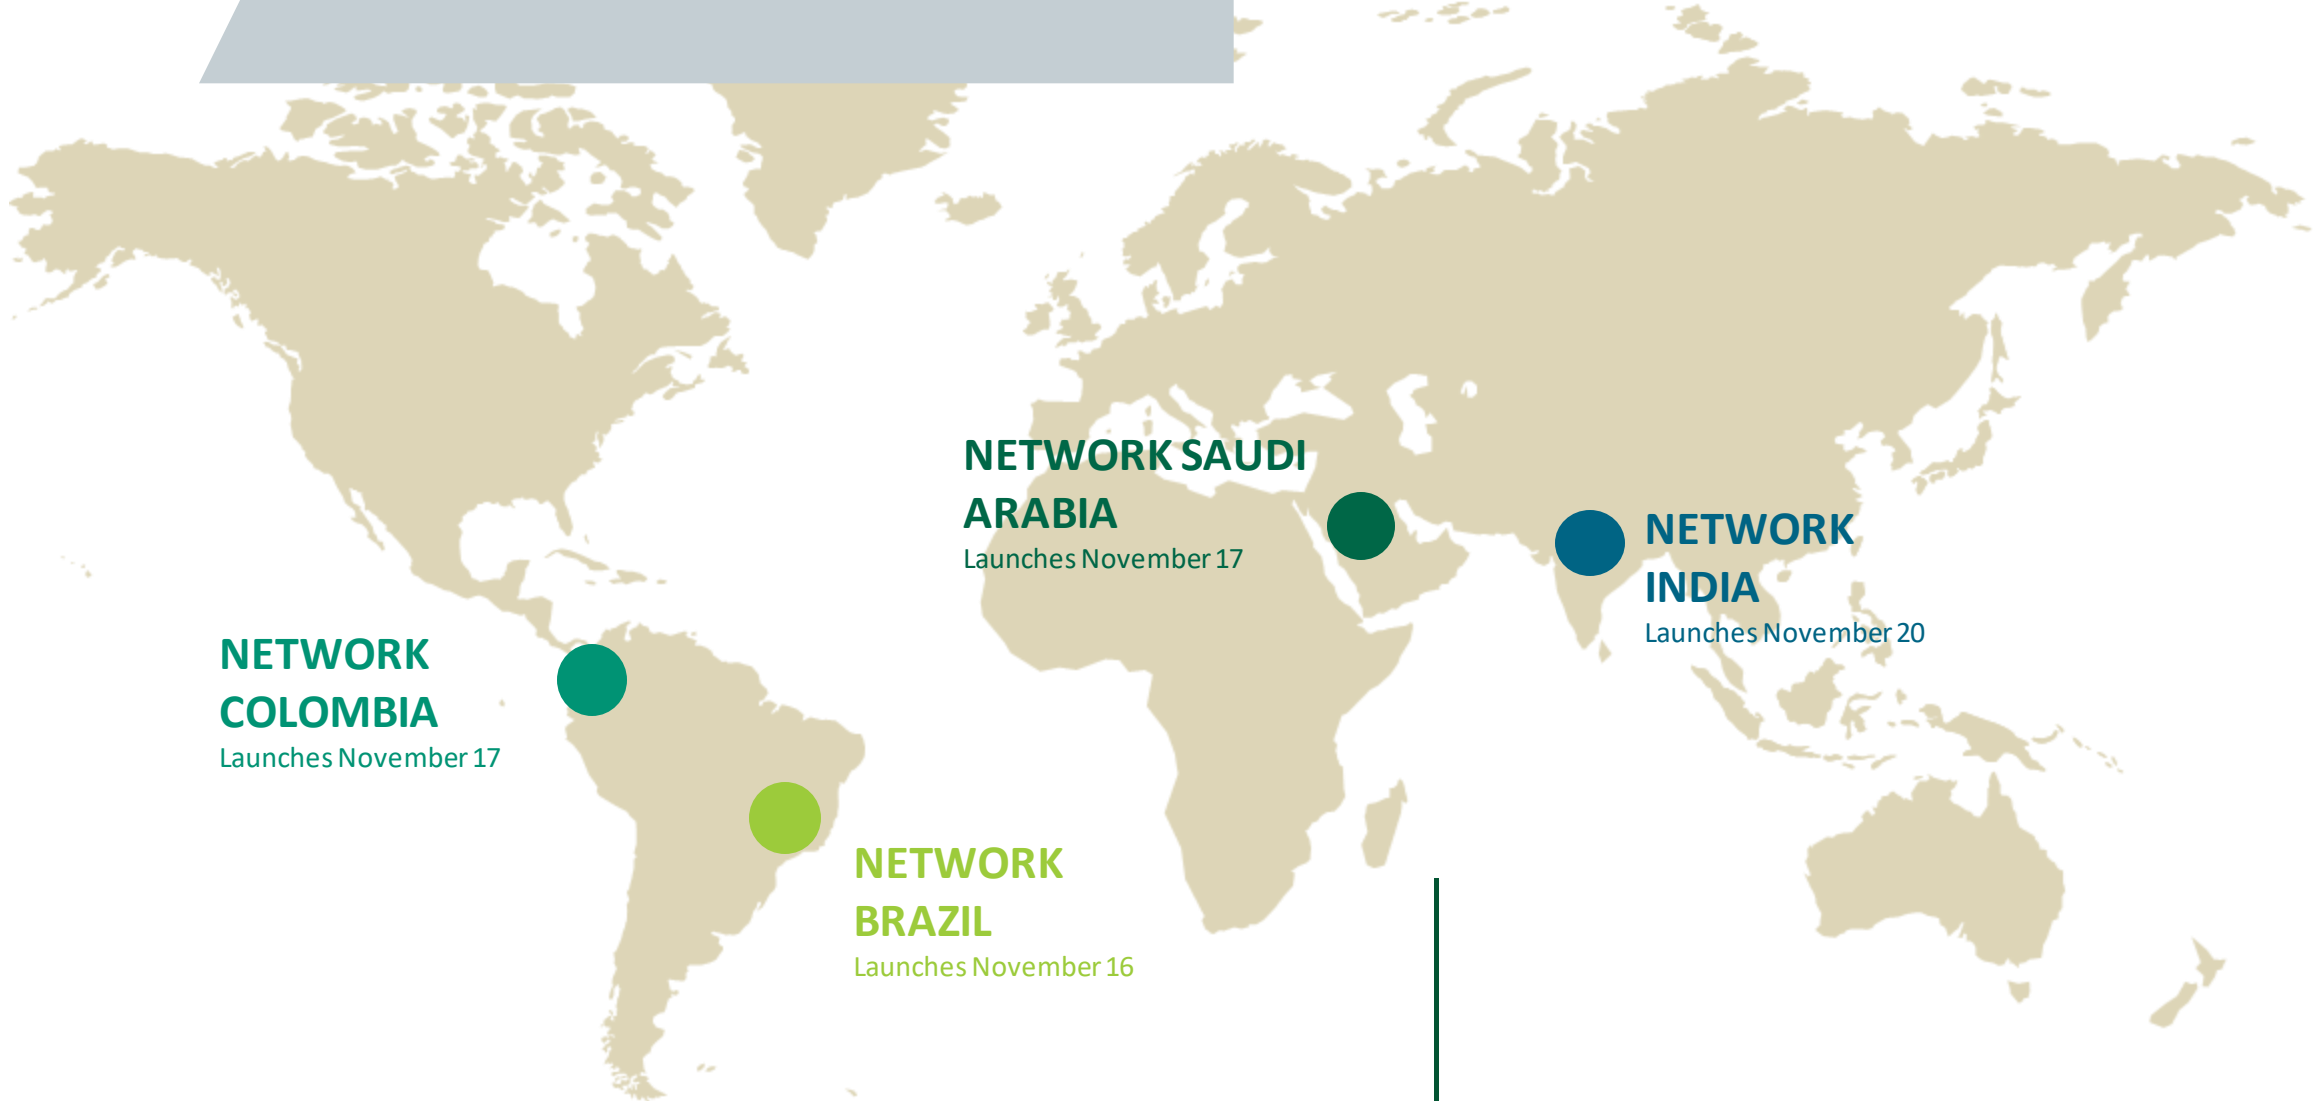 NETWORK SAUDI
ARABIA
Launches November 17
NETWORK
INDIA
Launches November 20
NETWORK
COLOMBIA
Launches November 17
NETWORK
BRAZIL
Launches November 16